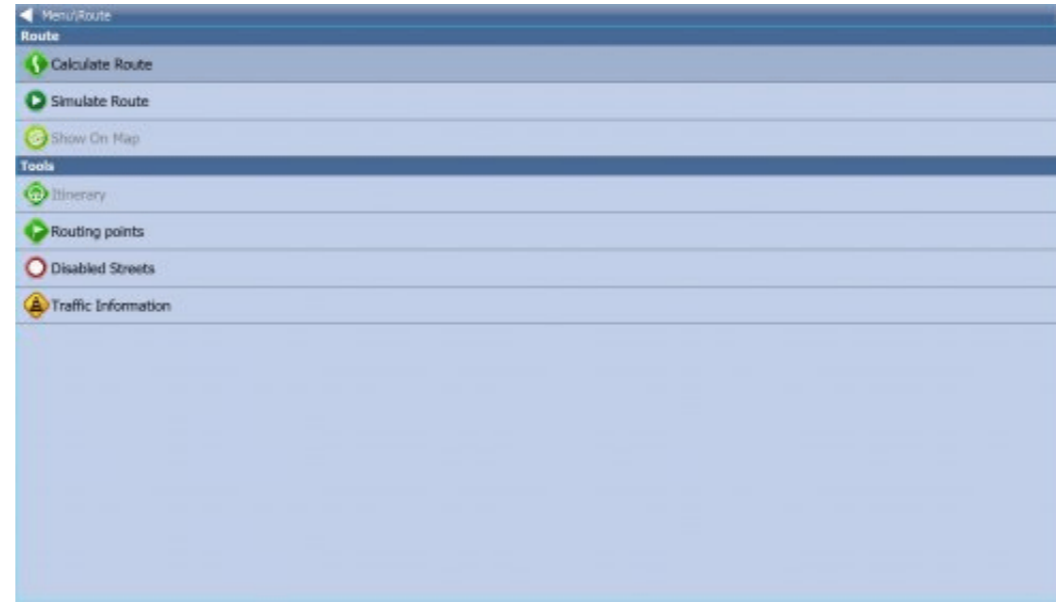 Menu\Route
Route
Calculate Route
Simulate Route
Show On Map
Tools
Itinerary
Routing points
Disabled Streets
Traffic Information